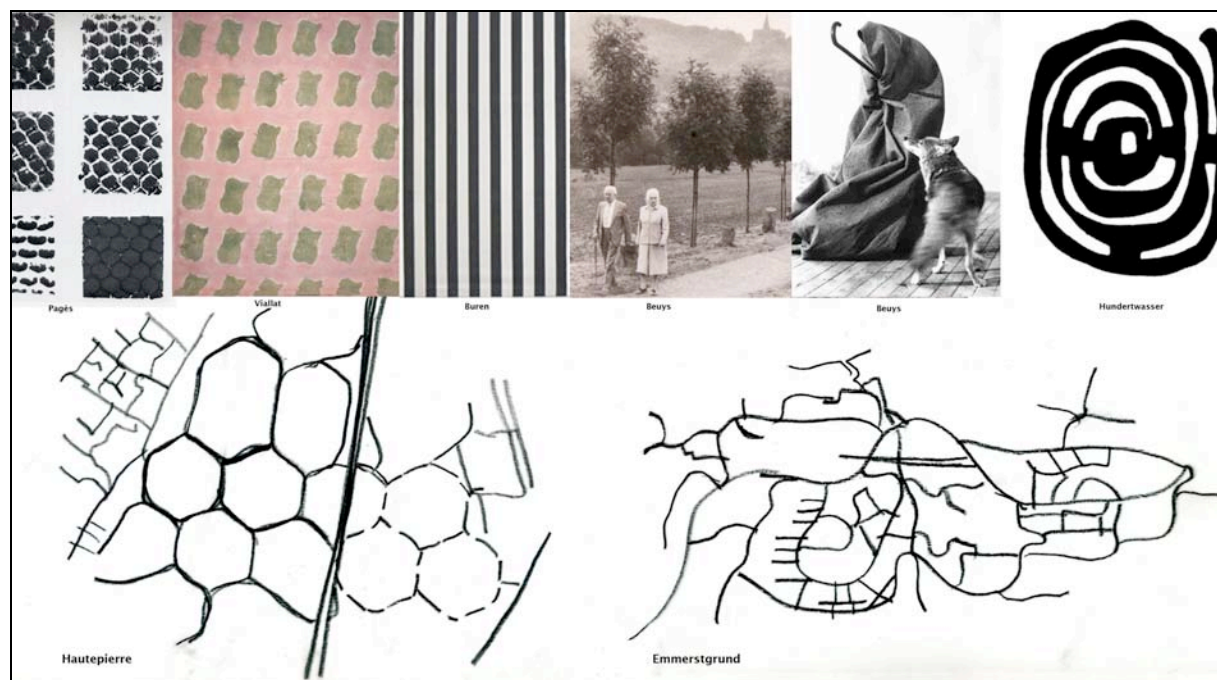 Pagès
Viallat
Buren
Beuys
Beuys
Hundertwasser
Hautepierre
Emmerstgrund